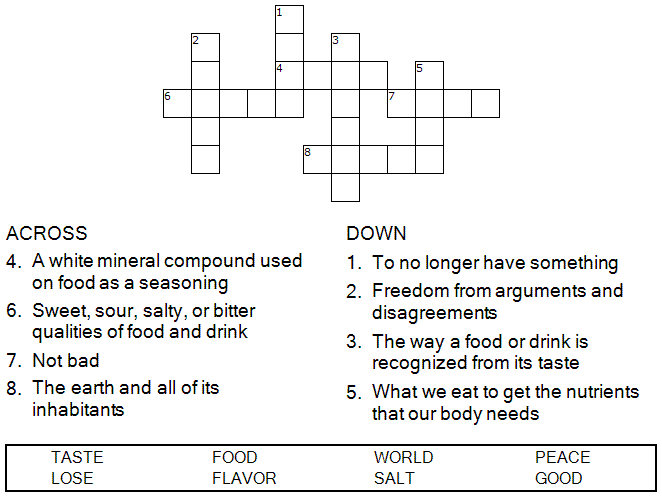 1
2
3
4
5
6
7
8
ACROSS
4. A white mineral compound used
on food as a seasoning
6. Sweet, sour, salty, or bitter
qualities of food and drink
7. Not bad
8. The earth and all of its
inhabitants
DOWN
1. To no longer have something
2. Freedom from arguments and
disagreements
3. The way a food or drink is
recognized from its taste
5. What we eat to get the nutrients
that our body needs
TASTE FOOD WORLD PEACE
LOSE FLAVOR SALT GOOD